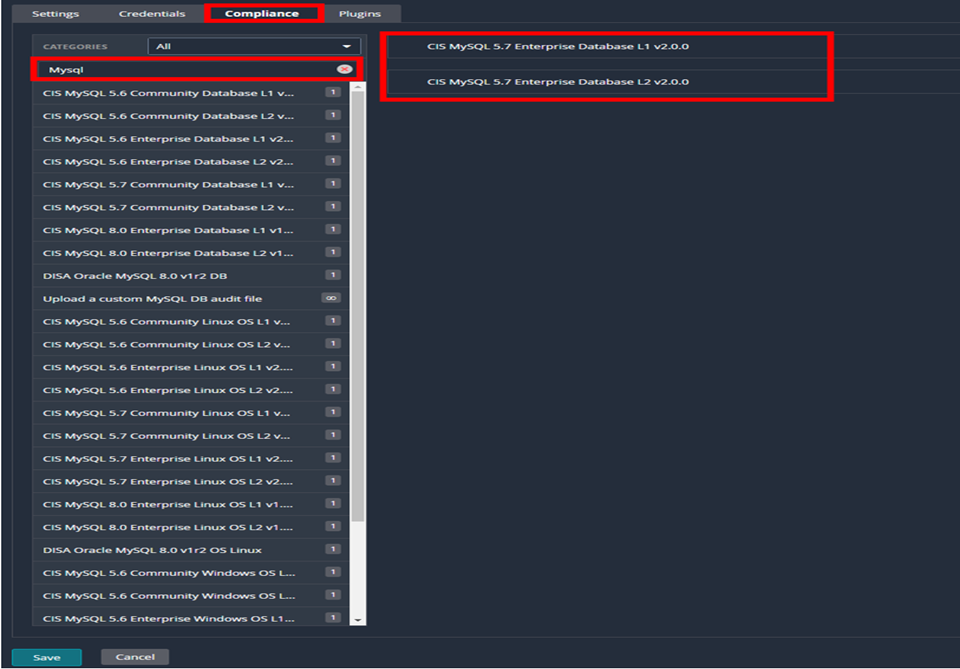 Settings Credentials Compliance Plugins
CATEGORIES All
Mysql
CIS MySQL 5.6 Community Database L1 v... 1
CIS MySQL 5.6 Community Database L2 v... 1
CIS MySQL 5.6 Enterprise Database L1 v2... 1
CIS MySQL 5.6 Enterprise Database L2 v2... 1
CIS MySQL 5.7 Community Database L1 v... 1
CIS MySQL 5.7 Community Database L2 v... 1
CIS MySQL 8.0 Enterprise Database L1 v1... 1
CIS MySQL 8.0 Enterprise Database L2 v1... 1
DISA Oracle MySQL 8.0 v1r2 DB 1
Upload a custom MySQL DB audit file ∞
CIS MySQL 5.6 Community Linux OS L1 v... 1
CIS MySQL 5.6 Community Linux OS L2 v... 1
CIS MySQL 5.6 Enterprise Linux OS L1 v2.... 1
CIS MySQL 5.6 Enterprise Linux OS L2 v2.... 1
CIS MySQL 5.7 Community Linux OS L1 v... 1
CIS MySQL 5.7 Community Linux OS L2 v... 1
CIS MySQL 5.7 Enterprise Linux OS L1 v2.... 1
CIS MySQL 5.7 Enterprise Linux OS L2 v2.... 1
CIS MySQL 8.0 Enterprise Linux OS L1 v1.... 1
CIS MySQL 8.0 Enterprise Linux OS L2 v1.... 1
DISA Oracle MySQL 8.0 v1r2 OS Linux 1
CIS MySQL 5.6 Community Windows OS L... 1
CIS MySQL 5.6 Community Windows OS L... 1
CIS MySQL 5.6 Enterprise Windows OS L1... 1
CIS MySQL 5.7 Enterprise Database L1 v2.0.0
CIS MySQL 5.7 Enterprise Database L2 v2.0.0
Save Cancel